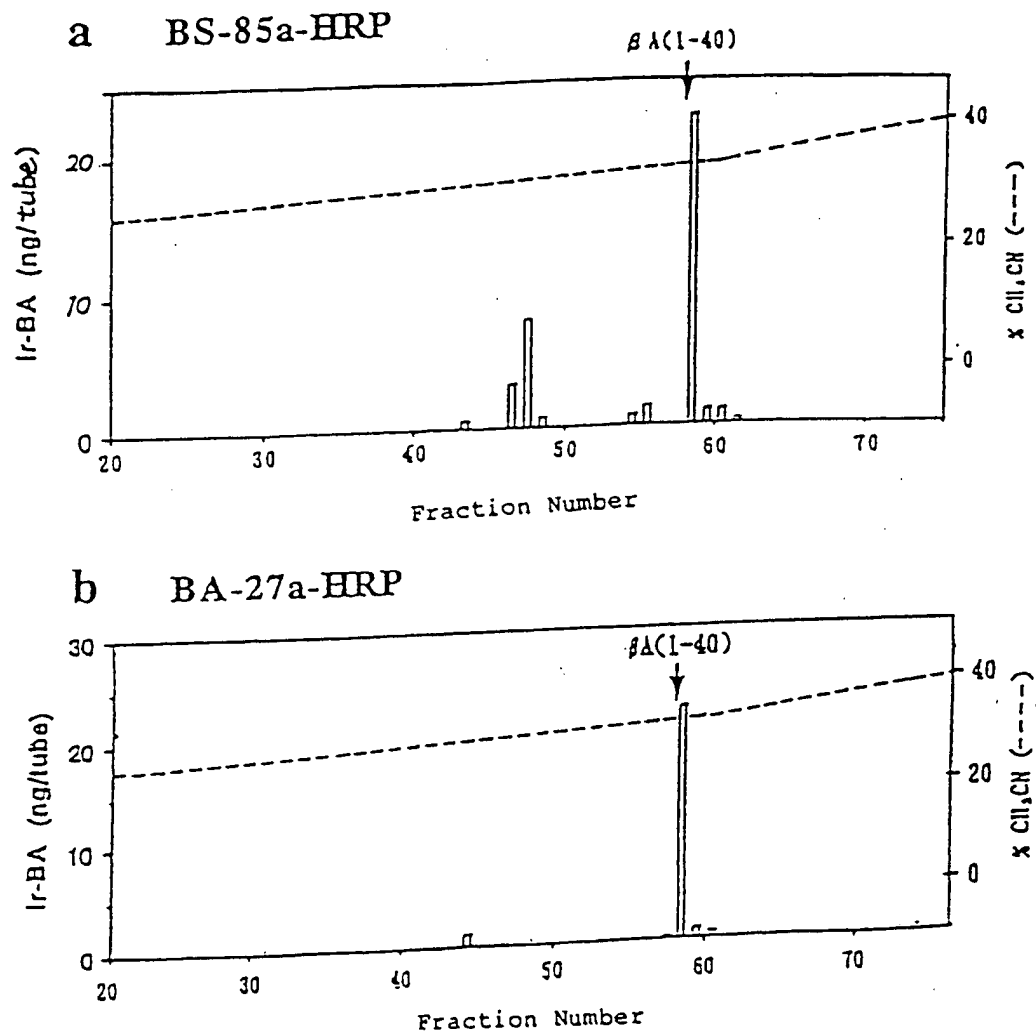 a BS-85a-HRP
β A(1-40)
Ir-BA (ng/tube)
20
10
0
20 30 40 50 60 70
Fraction Number
40
20
0
% CH₃CN (----)
b BA-27a-HRP
βA(1-40)
Ir-BA (ng/tube)
30
20
10
0
20 30 40 50 60 70
Fraction Number
40
20
0
% CH₃CN (----)